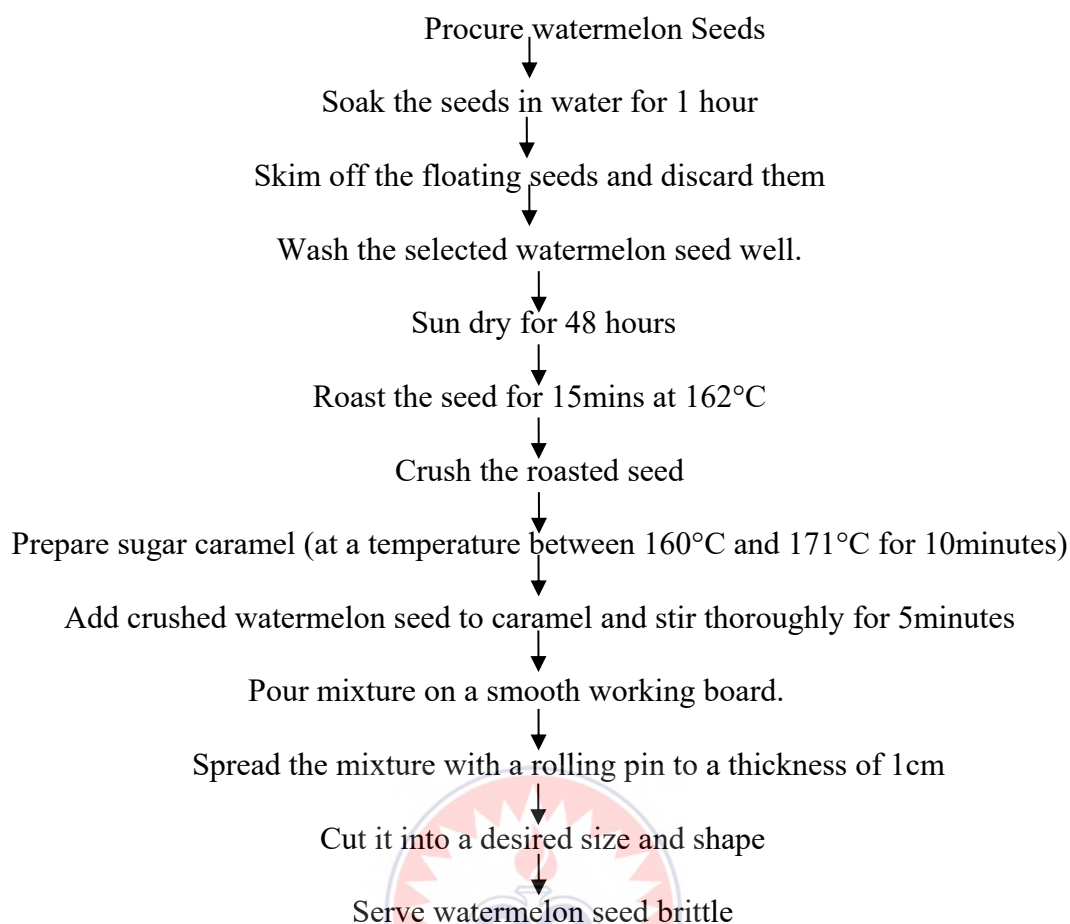 Procure watermelon Seeds
Soak the seeds in water for 1 hour
Skim off the floating seeds and discard them
Wash the selected watermelon seed well.
Sun dry for 48 hours
Roast the seed for 15mins at 162°C
Crush the roasted seed
Prepare sugar caramel (at a temperature between 160°C and 171°C for 10minutes)
Add crushed watermelon seed to caramel and stir thoroughly for 5minutes
Pour mixture on a smooth working board.
Spread the mixture with a rolling pin to a thickness of 1cm
Cut it into a desired size and shape
Serve watermelon seed brittle